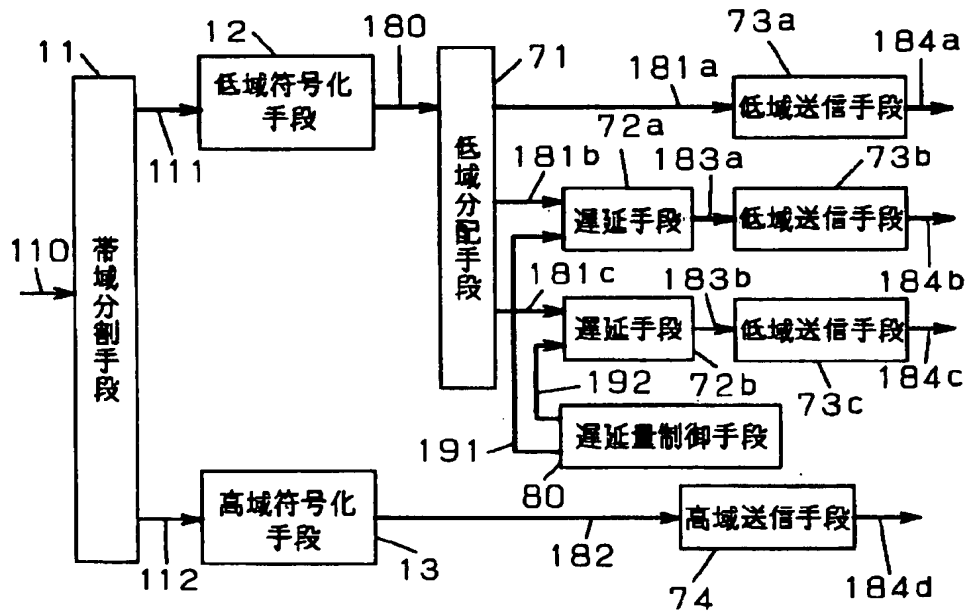 11
12
180
71
73a
184a
低域符号化
手段
181a
低域送信手段
111
72a
183a
73b
181b
遅延手段
低域送信手段
184b
110
帯域分割手段
低域分配手段
181c
183b
遅延手段
低域送信手段
184c
192
72b
73c
191
遅延量制御手段
80
高域符号化
手段
高域送信手段
112
13
182
74
184d